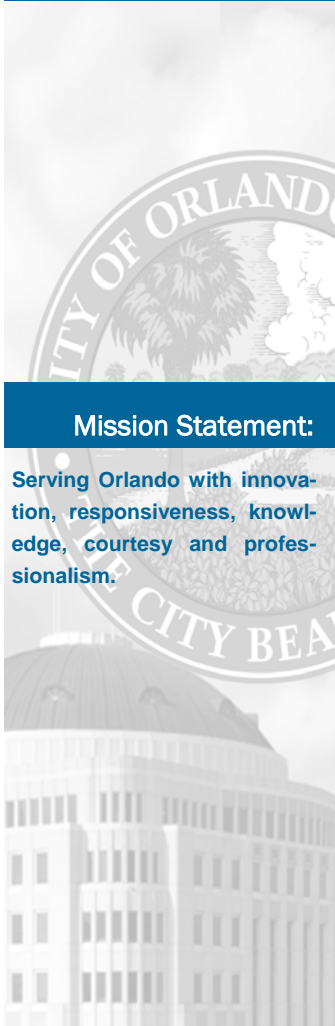 CITY OF ORLANDO
Mission Statement:
Serving Orlando with innova-
tion, responsiveness, knowl-
edge, courtesy and profes-
sionalism.
THE CITY BEA